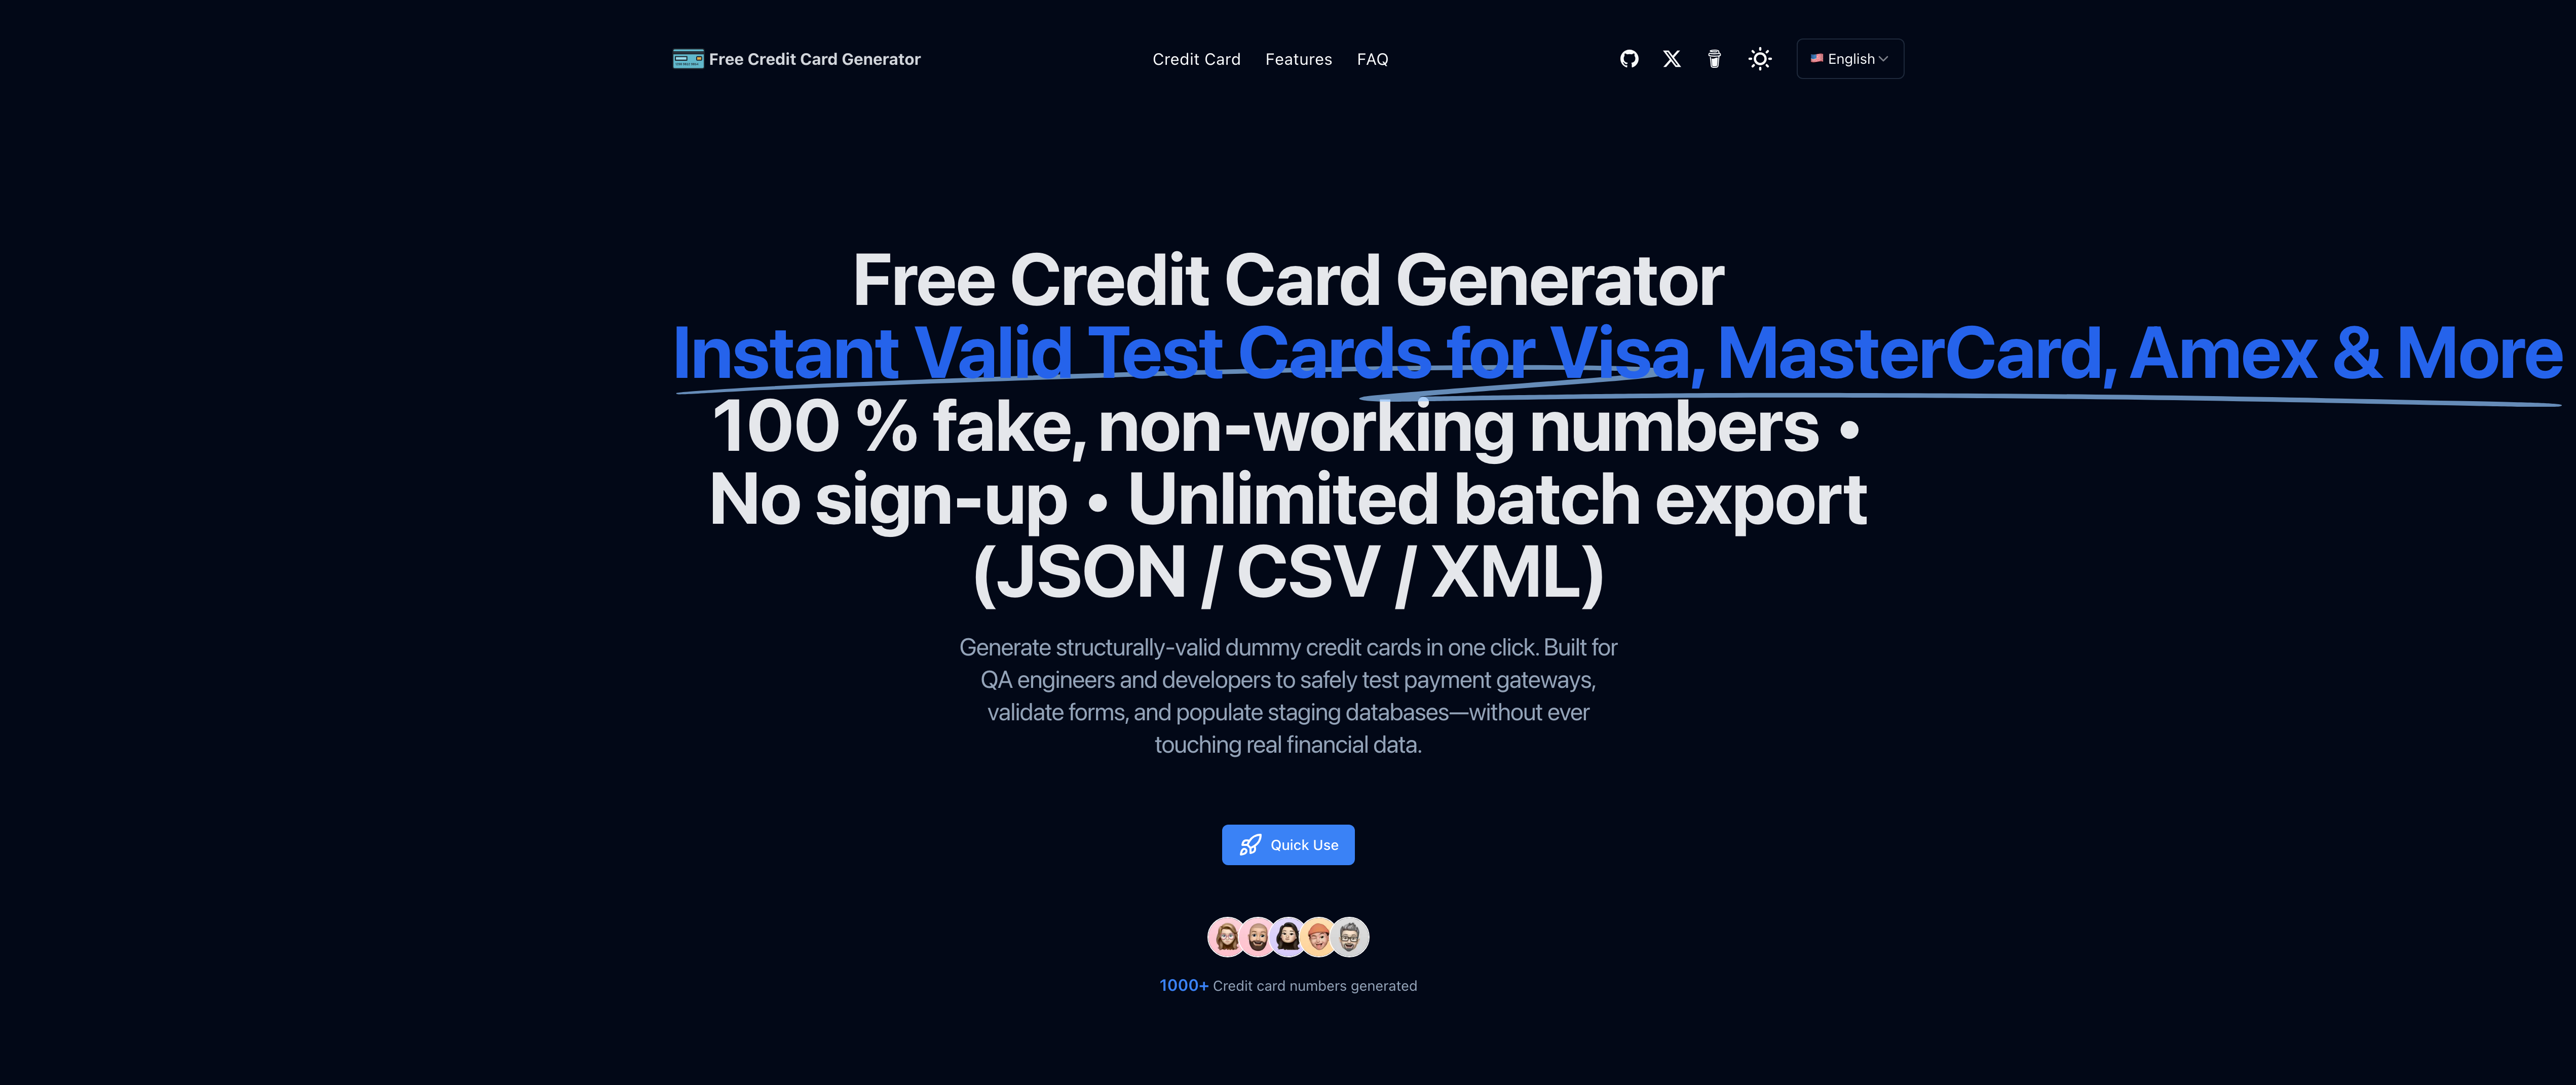 Free Credit Card Generator
Credit Card
Features
FAQ
English
Free Credit Card Generator
Instant Valid Test Cards for Visa, MasterCard, Amex & More
100 % fake, non-working numbers •
No sign-up • Unlimited batch export
(JSON / CSV / XML)
Generate structurally-valid dummy credit cards in one click. Built for
QA engineers and developers to safely test payment gateways,
validate forms, and populate staging databases—without ever
touching real financial data.
Quick Use
1000+ Credit card numbers generated